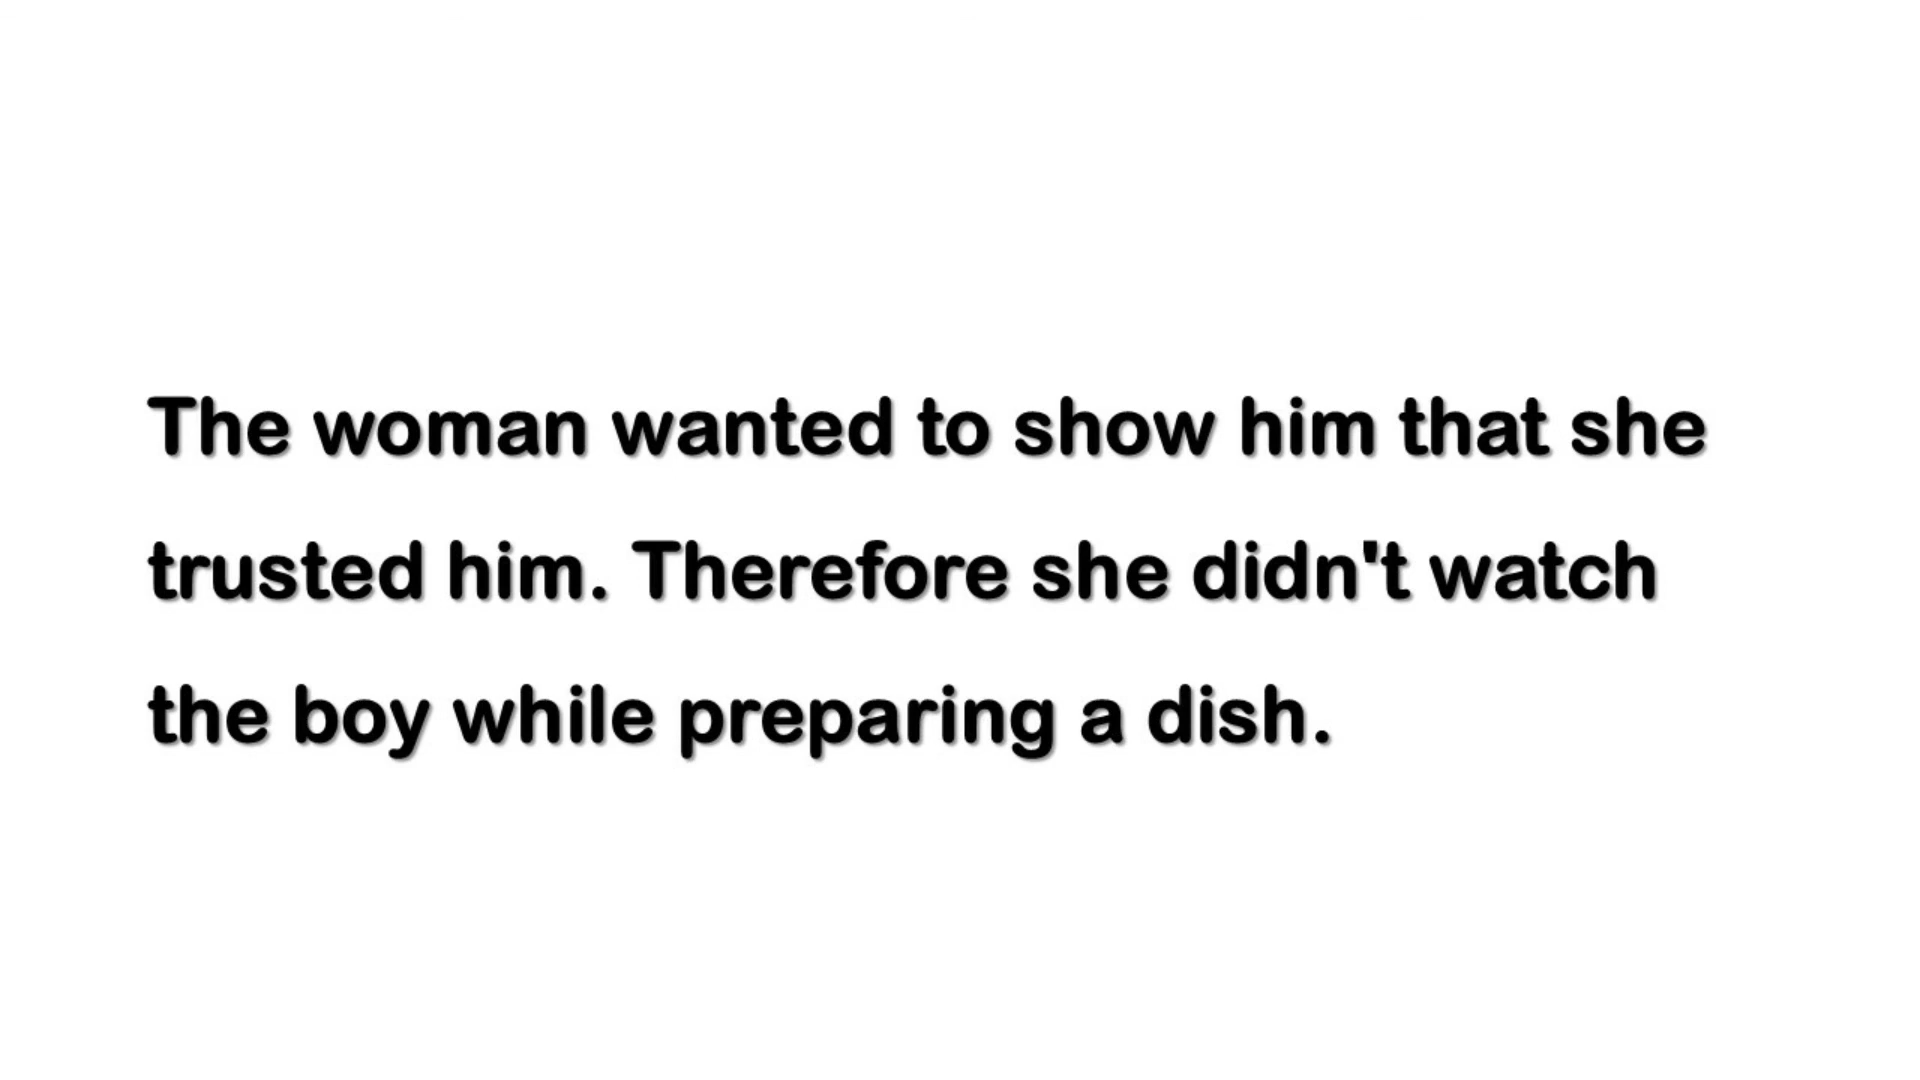 The woman wanted to show him that she
trusted him. Therefore she didn't watch
the boy while preparing a dish.